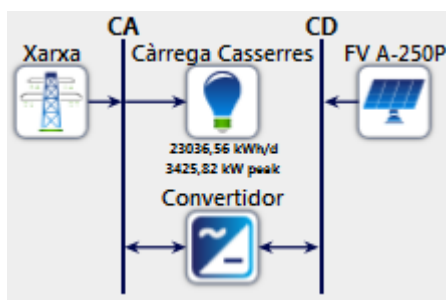 CA CD
Xarxa Càrrega Casserres FV A-250P
23036,56 kWh/d
3425,82 kW peak
Convertidor